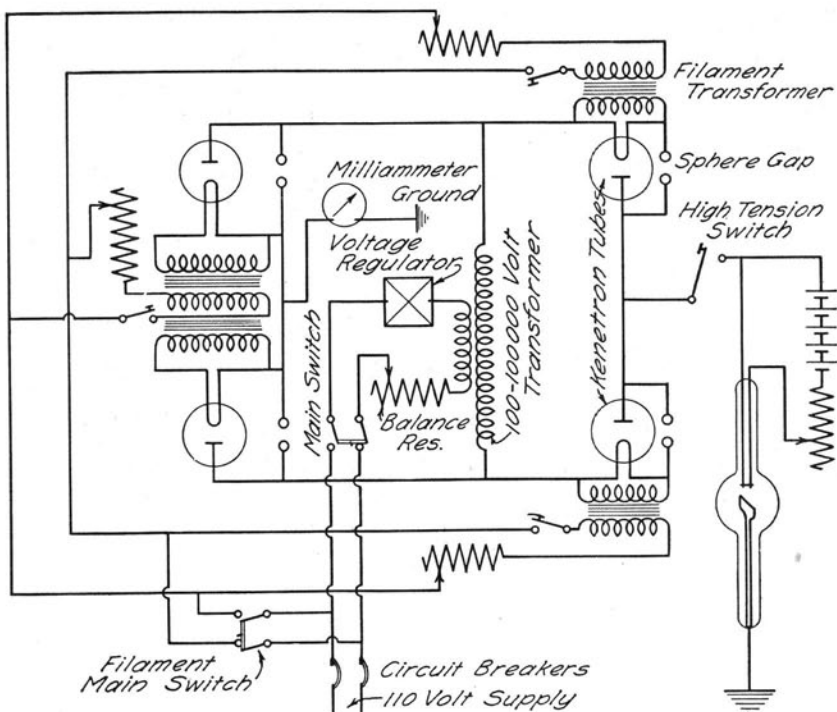 Filament
Transformer
Sphere Gap
Milliammeter
Ground
Voltage
Regulator
High Tension
Switch
Kenetron Tubes
100-100000 Volt
Transformer
Main Switch
Balance
Res.
Filament
Main Switch
Circuit Breakers
110 Volt Supply